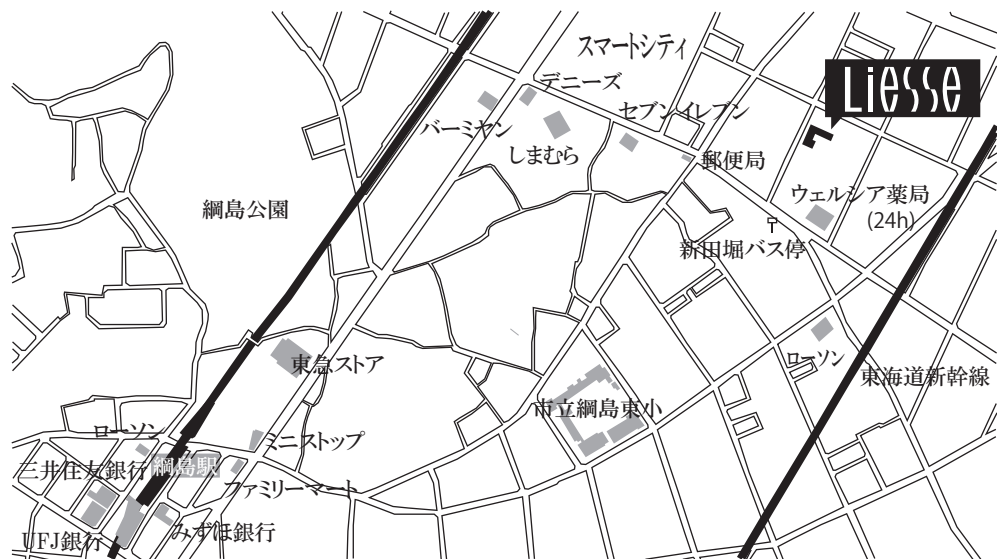 スマートシティ
Liesse
デニーズ
セブンイレブン
バーミヤン
しまむら
郵便局
ウェルシア薬局
(24h)
綱島公園
新田堀バス停
東急ストア
ローソン
東海道新幹線
市立綱島東小
ローソン
ミニストップ
三井住友銀行
綱島駅
ファミリーマート
みずほ銀行
UFJ銀行